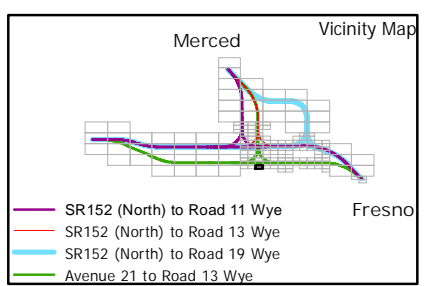 Vicinity Map
Merced
SR152 (North) to Road 11 Wye
Fresno
SR152 (North) to Road 13 Wye
SR152 (North) to Road 19 Wye
Avenue 21 to Road 13 Wye